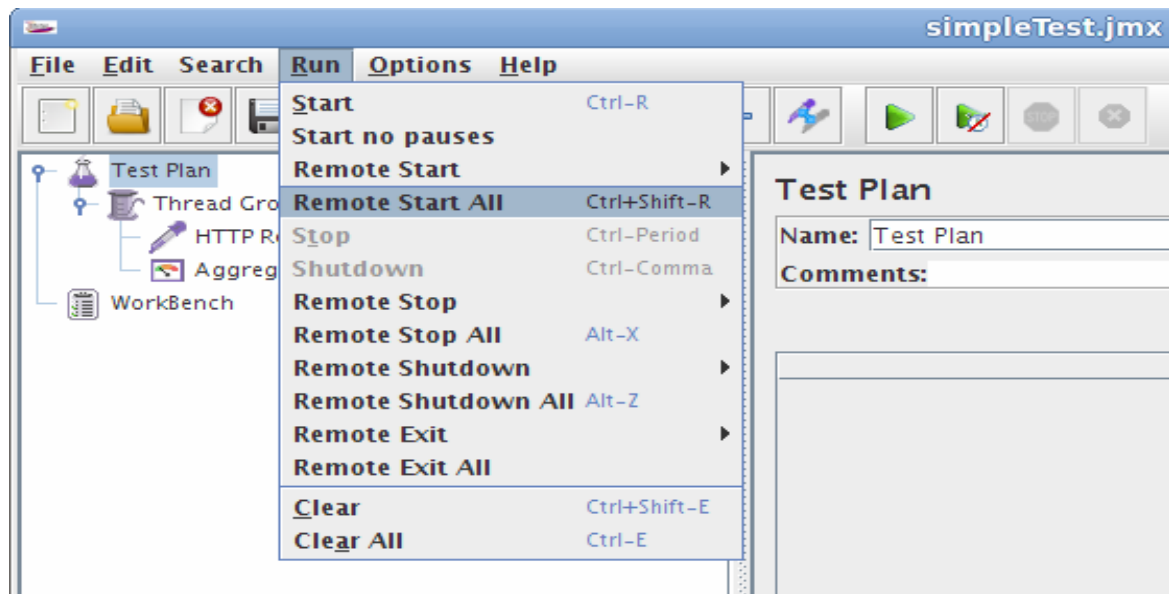 simpleTest.jmx
File Edit Search Run Options Help
Start Ctrl-R
Start no pauses
Remote Start
Remote Start All Ctrl+Shift-R
Stop Ctrl-Period
Shutdown Ctrl-Comma
Remote Stop
Remote Stop All Alt-X
Remote Shutdown
Remote Shutdown All Alt-Z
Remote Exit
Remote Exit All
Clear Ctrl+Shift-E
Clear All Ctrl-E
STOP
Test Plan
Thread Gro
HTTP R
Aggreg
WorkBench
Test Plan
Name: Test Plan
Comments: